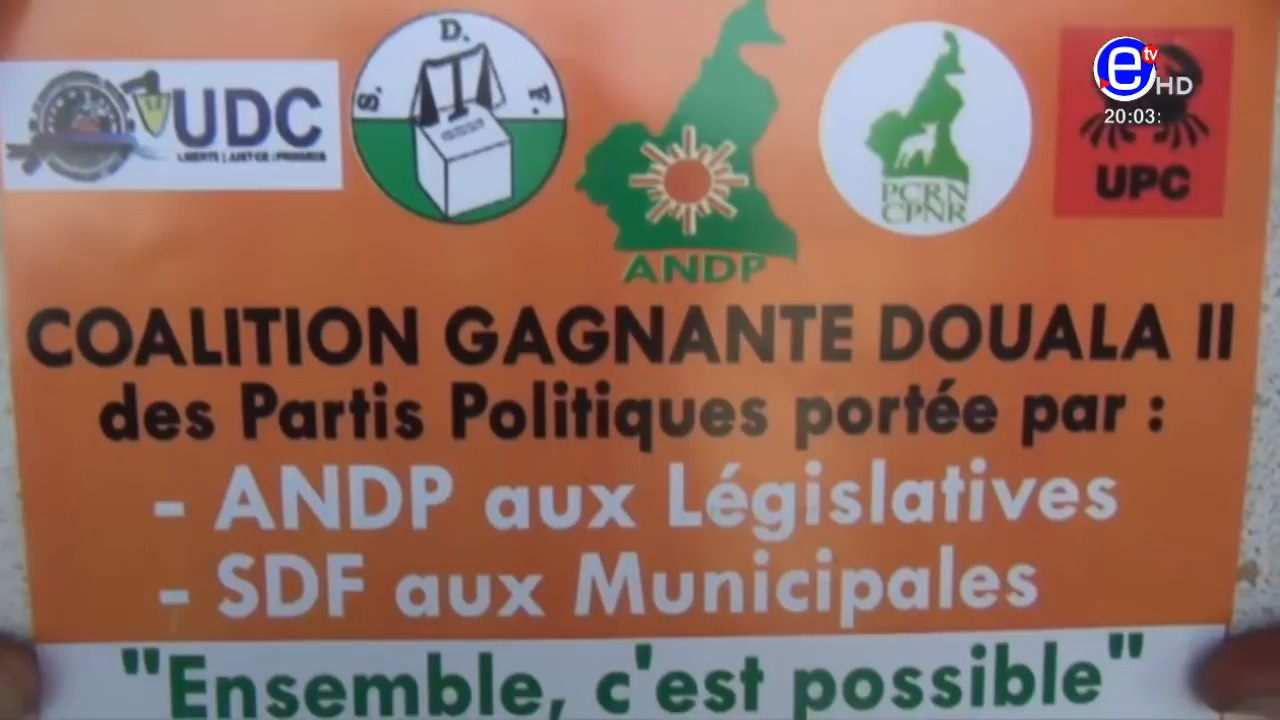 UDC
LIBERTE | JUSTICE | PROGRES
S. D. F.
ANDP
PCRN
CPNR
UPC
e tv HD
20:03:
COALITION GAGNANTE DOUALA II
des Partis Politiques portée par :
- ANDP aux Législatives
- SDF aux Municipales
"Ensemble, c'est possible"